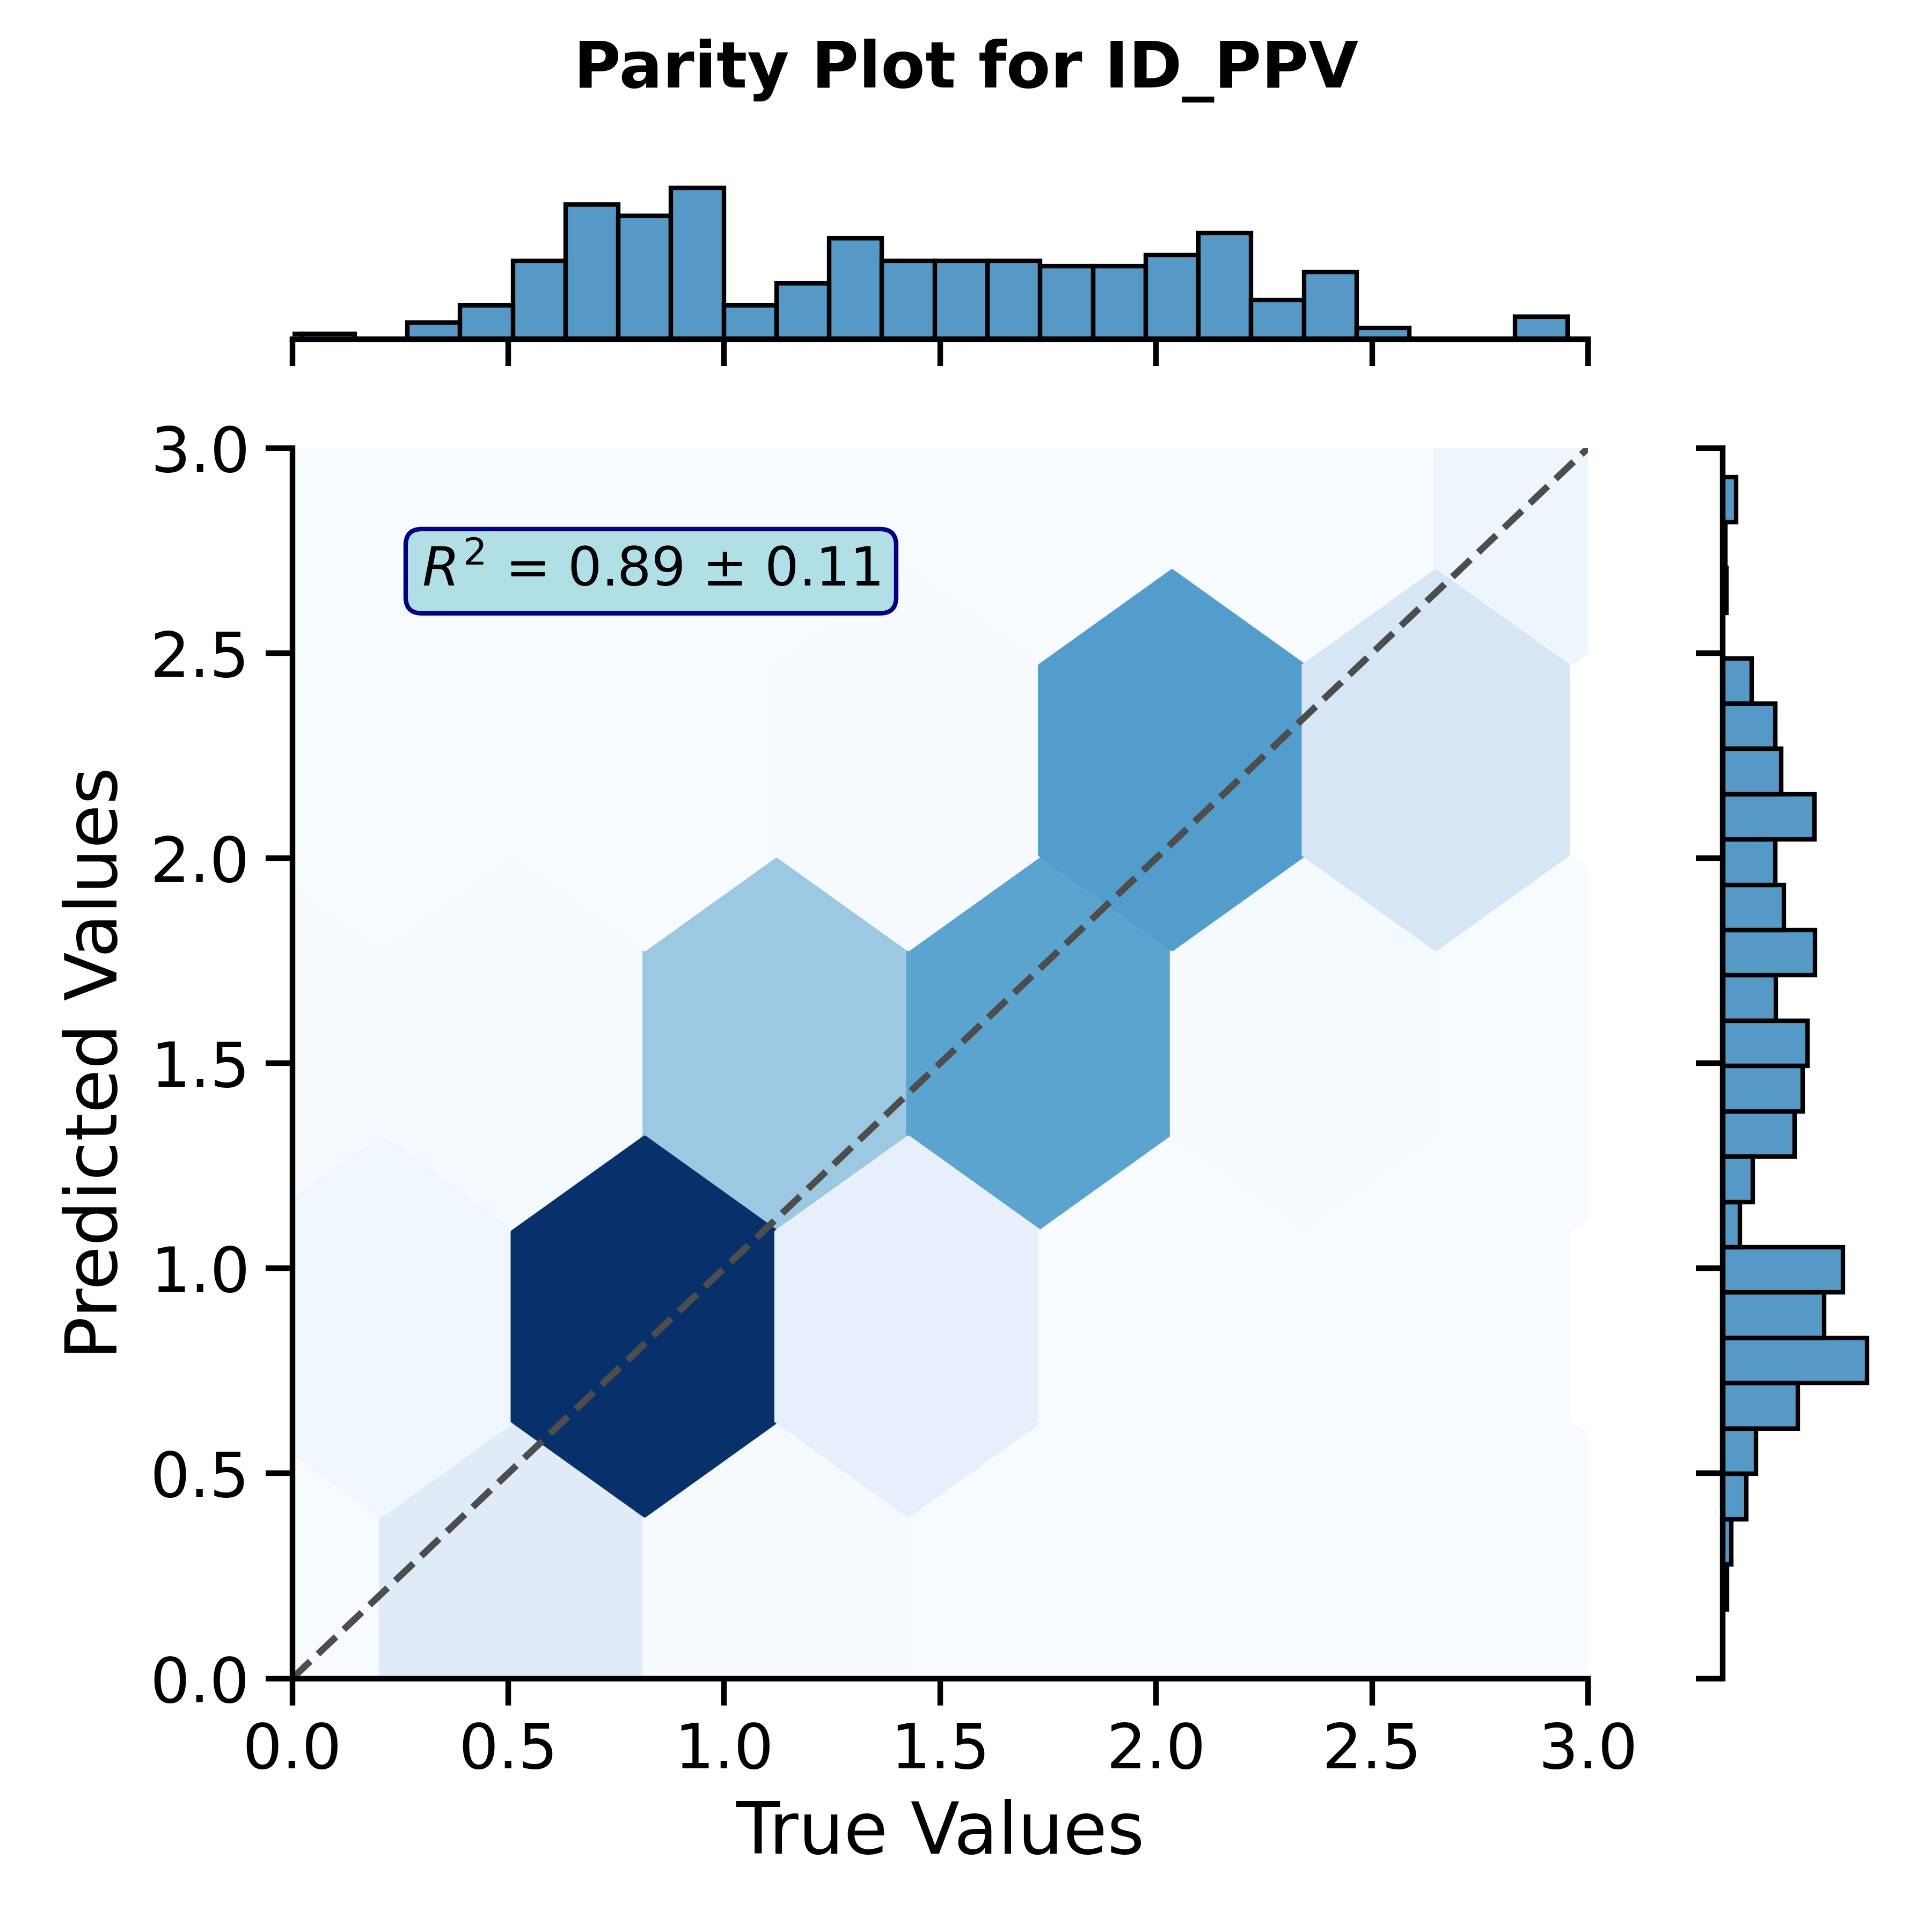 Parity Plot for ID_PPV
3.0
R² = 0.89 ± 0.11
2.5
2.0
1.5
1.0
0.5
0.0
Predicted Values
0.0 0.5 1.0 1.5 2.0 2.5 3.0
True Values